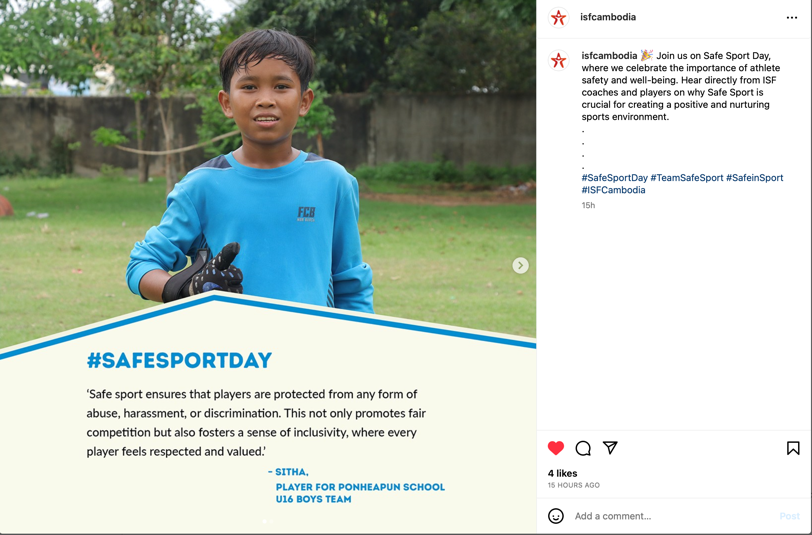 FCB
#SAFESPORTDAY
‘Safe sport ensures that players are protected from any form of
abuse, harassment, or discrimination. This not only promotes fair
competition but also fosters a sense of inclusivity, where every
player feels respected and valued.’
– SITHA,
PLAYER FOR PONHEAPUN SCHOOL
U16 BOYS TEAM
isfcambodia
isfcambodia 🎉 Join us on Safe Sport Day,
where we celebrate the importance of athlete
safety and well-being. Hear directly from ISF
coaches and players on why Safe Sport is
crucial for creating a positive and nurturing
sports environment.
.
.
.
.
#SafeSportDay #TeamSafeSport #SafeinSport
#ISFCambodia
15h
4 likes
15 HOURS AGO
Add a comment...
Post